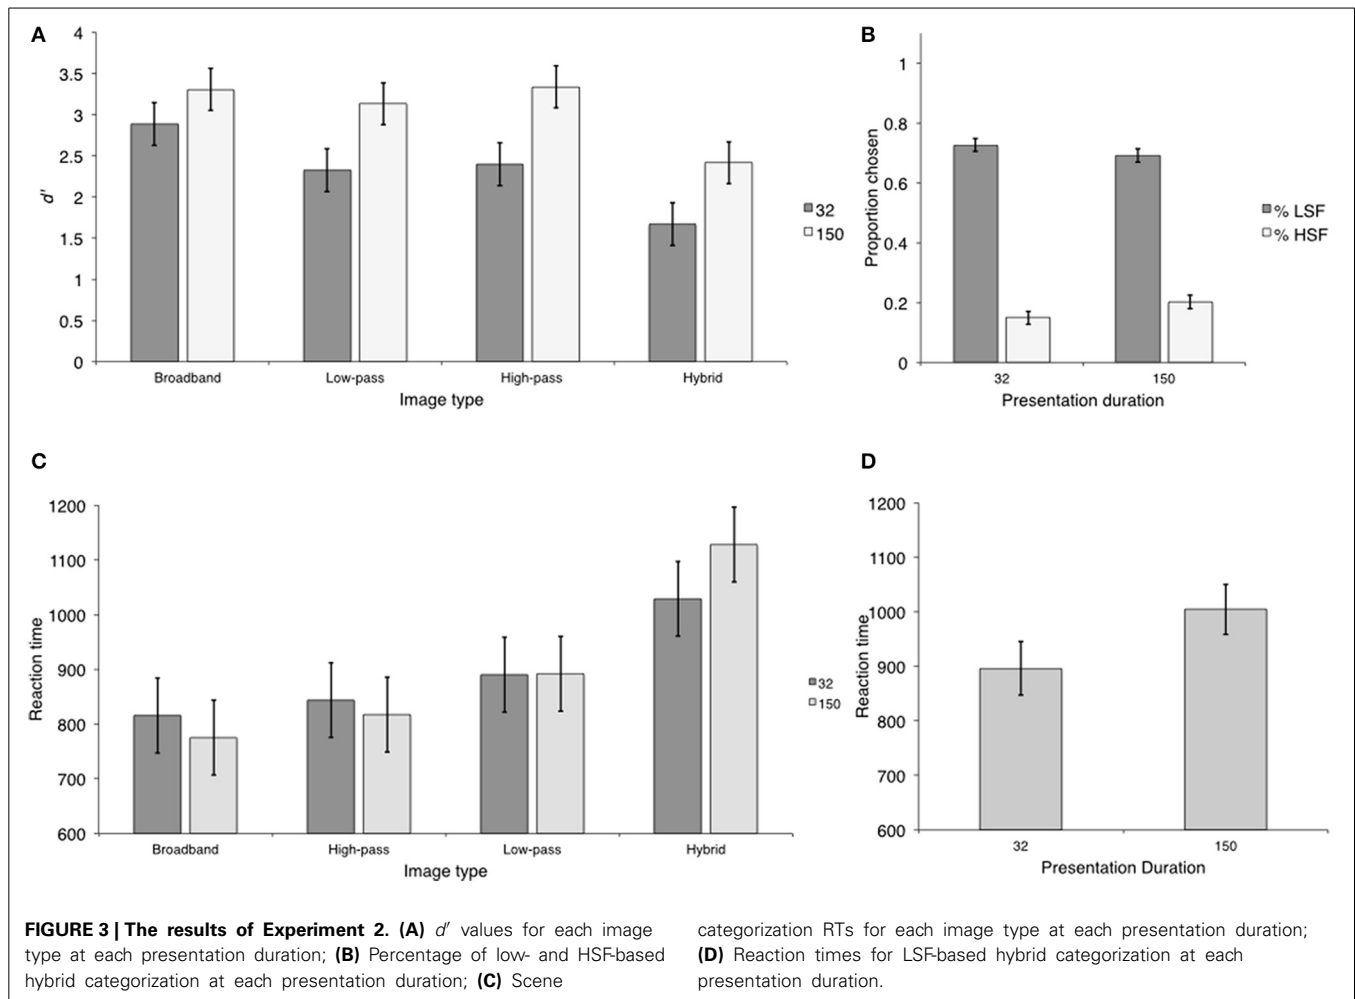 A
4
3.5
3
2.5
2
1.5
1
0.5
0
d'
Broadband Low-pass High-pass Hybrid
Image type
32
150
B
1
0.8
0.6
0.4
0.2
0
Proportion chosen
32 150
Presentation duration
% LSF
% HSF
C
1200
1100
1000
900
800
700
600
Reaction time
Broadband High-pass Low-pass Hybrid
Image type
32
150
D
1200
1100
1000
900
800
700
600
Reaction time
32 150
Presentation Duration
FIGURE 3 | The results of Experiment 2. (A) d′ values for each image
type at each presentation duration; (B) Percentage of low- and HSF-based
hybrid categorization at each presentation duration; (C) Scene
categorization RTs for each image type at each presentation duration;
(D) Reaction times for LSF-based hybrid categorization at each
presentation duration.